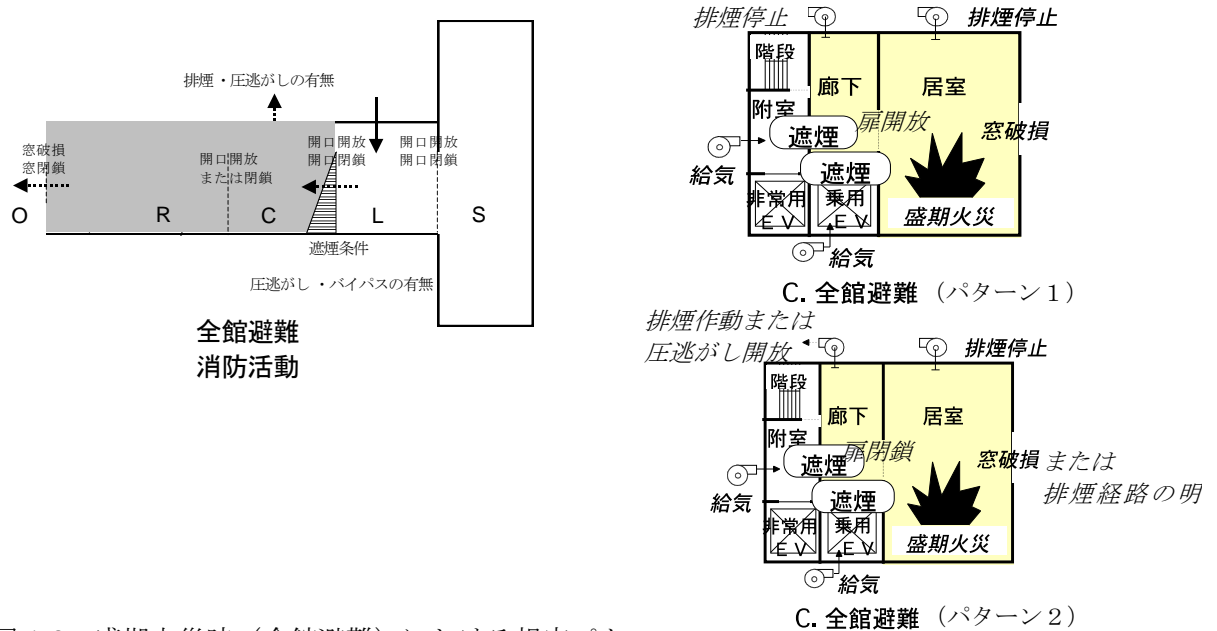 排煙・圧逃がしの有無
窓破損
窓閉鎖
開口開放
または閉鎖
開口開放
開口閉鎖
開口開放
開口閉鎖
O
R
C
L
S
遮煙条件
圧逃がし・バイパスの有無
全館避難
消防活動
排煙停止
排煙停止
階段
廊下
居室
附室
扉開放
窓破損
遮煙
遮煙
給気
非常用
EV
乗用
EV
盛期火災
給気
C. 全館避難(パターン1)
排煙作動または
圧逃がし開放
排煙停止
階段
廊下
居室
附室
扉閉鎖
窓破損 または
排煙経路の明
遮煙
遮煙
給気
非常用
EV
乗用
EV
盛期火災
給気
C. 全館避難(パターン2)